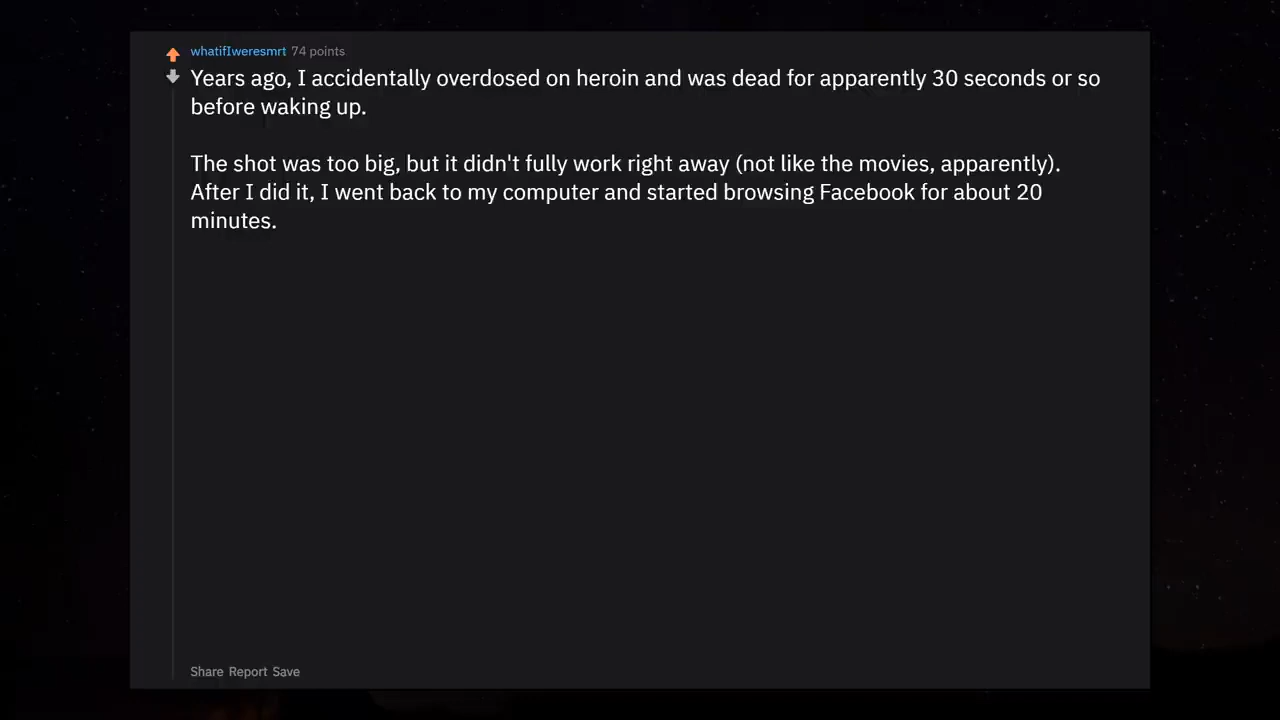 whatifIweresmrt 74 points
Years ago, I accidentally overdosed on heroin and was dead for apparently 30 seconds or so
before waking up.
The shot was too big, but it didn't fully work right away (not like the movies, apparently).
After I did it, I went back to my computer and started browsing Facebook for about 20
minutes.
Share Report Save